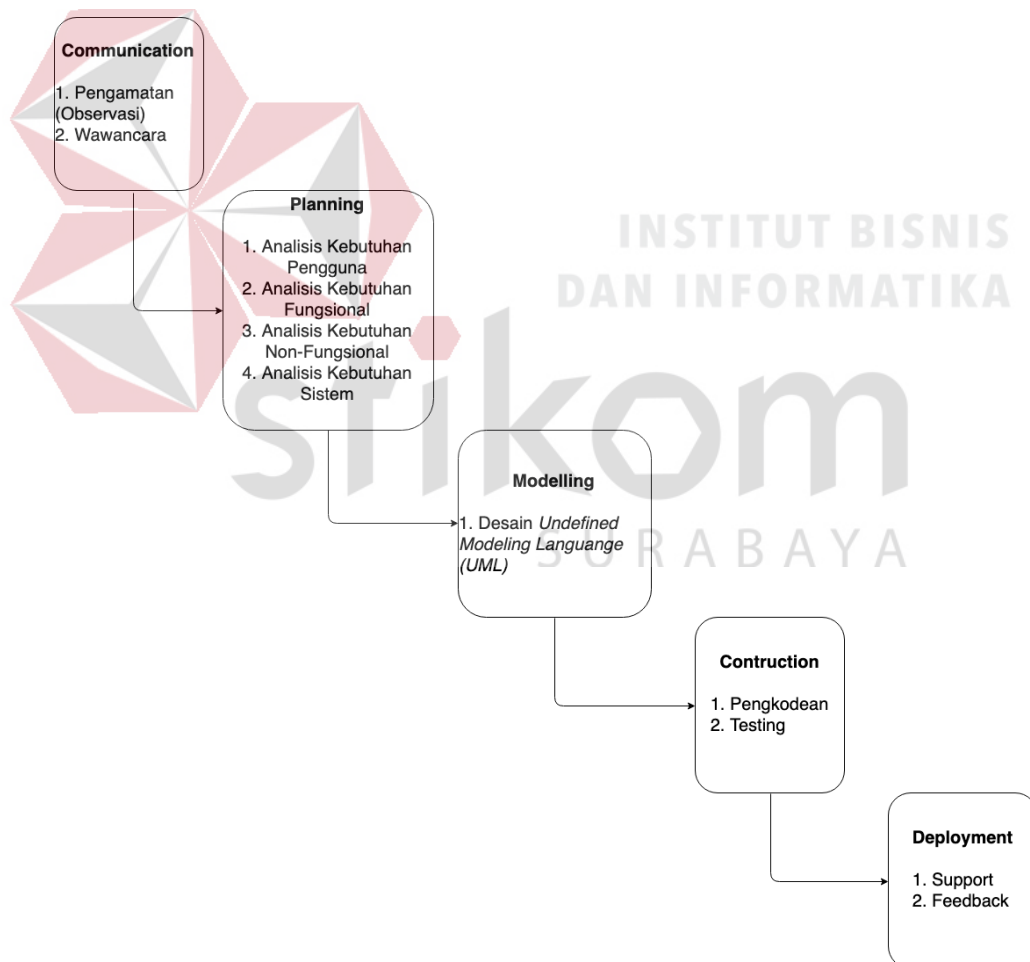 Communication
1. Pengamatan
(Observasi)
2. Wawancara
Planning
1. Analisis Kebutuhan
Pengguna
2. Analisis Kebutuhan
Fungsional
3. Analisis Kebutuhan
Non-Fungsional
4. Analisis Kebutuhan
Sistem
INSTITUT BISNIS
DAN INFORMATIKA
stikom
SURABAYA
Modelling
1. Desain Undefined
Modeling Languange
(UML)
Contruction
1. Pengkodean
2. Testing
Deployment
1. Support
2. Feedback